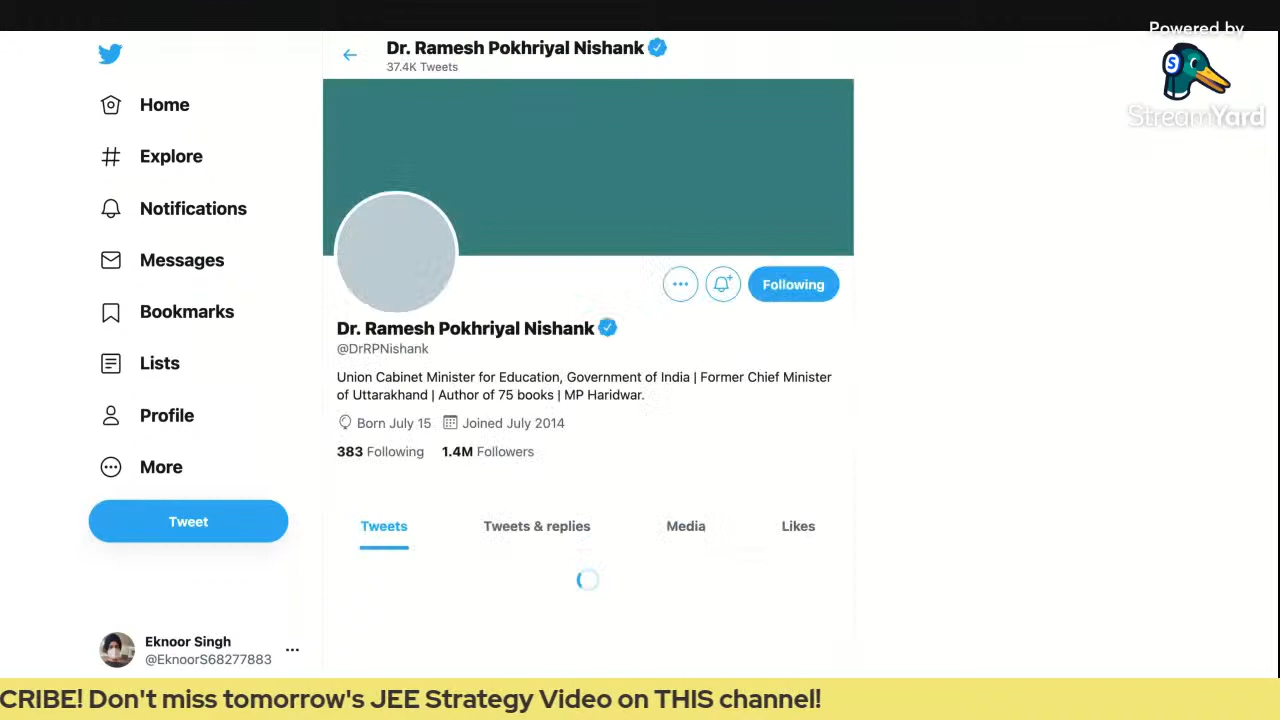 Powered by
StreamYard
S
Dr. Ramesh Pokhriyal Nishank
37.4K Tweets
Home
Explore
Notifications
Messages
Bookmarks
Lists
Profile
More
Tweet
Following
Dr. Ramesh Pokhriyal Nishank
@DrRPNishank
Union Cabinet Minister for Education, Government of India | Former Chief Minister
of Uttarakhand | Author of 75 books | MP Haridwar.
Born July 15 Joined July 2014
383 Following 1.4M Followers
Tweets Tweets & replies Media Likes
Eknoor Singh
@EknoorS68277883
CRIBE! Don't miss tomorrow's JEE Strategy Video on THIS channel!